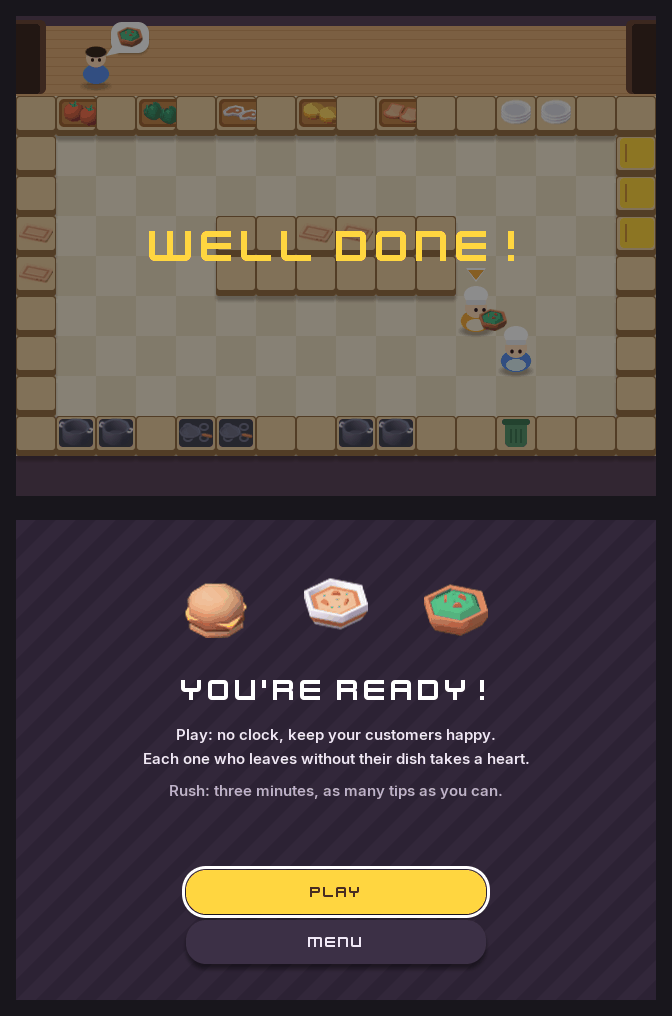 WELL DONE !
YOU'RE READY !
Play: no clock, keep your customers happy.
Each one who leaves without their dish takes a heart.
Rush: three minutes, as many tips as you can.
PLAY
MENU